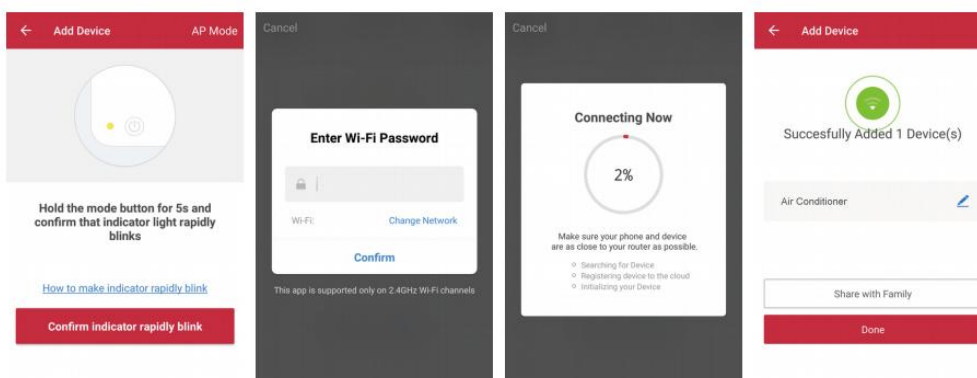 Add Device
AP Mode
Hold the mode button for 5s and
confirm that indicator light rapidly
blinks
How to make indicator rapidly blink
Confirm indicator rapidly blink
Cancel
Enter Wi-Fi Password
Wi-Fi:
Change Network
Confirm
This app is supported only on 2.4GHz Wi-Fi channels
Cancel
Connecting Now
2%
Make sure your phone and device
are as close to your router as possible.
Searching for Device
Registering device to the cloud
Initializing your Device
Add Device
Succesfully Added 1 Device(s)
Air Conditioner
Share with Family
Done